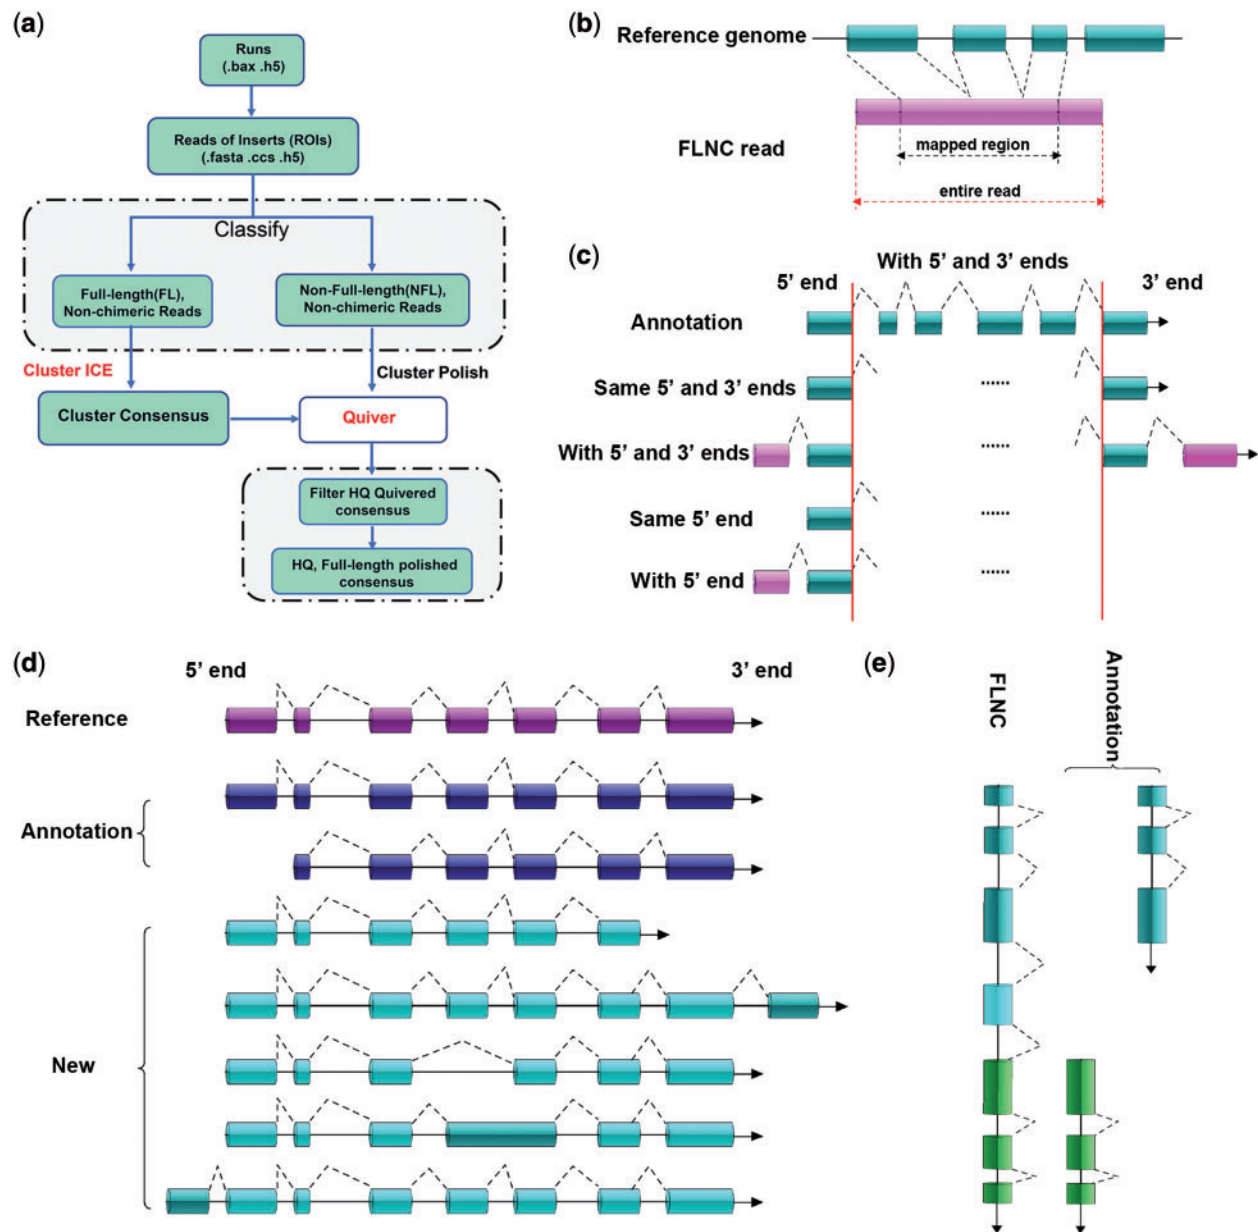 (a)
Runs
(.bax .h5)
Reads of Inserts (ROIs)
(.fasta .ccs .h5)
Classify
Full-length(FL),
Non-chimeric Reads
Non-Full-length(NFL),
Non-chimeric Reads
Cluster ICE
Cluster Polish
Cluster Consensus
Quiver
Filter HQ Quivered
consensus
HQ, Full-length polished
consensus
(b)
Reference genome
FLNC read
mapped region
entire read
(c)
With 5' and 3' ends
5' end
3' end
Annotation
Same 5' and 3' ends
......
With 5' and 3' ends
......
Same 5' end
......
With 5' end
......
(d)
5' end
3' end
Reference
Annotation
New
(e)
FLNC
Annotation